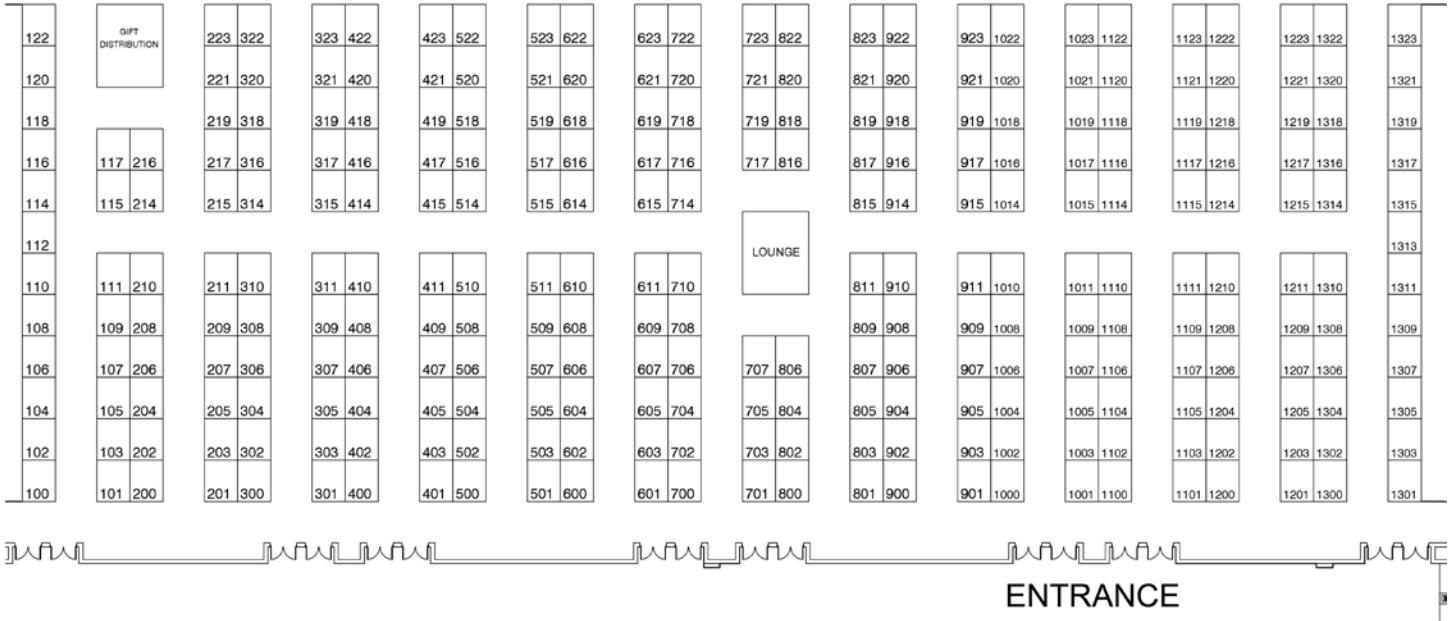 122 GIFT 223 322 323 422 423 522 523 622 623 722 723 822 823 922 923 1022 1023 1122 1123 1222 1223 1322 1323
DISTRIBUTION
120 221 320 321 420 421 520 521 620 621 720 721 820 821 920 921 1020 1021 1120 1121 1220 1221 1320 1321
118 219 318 319 418 419 518 519 618 619 718 719 818 819 918 919 1018 1019 1118 1119 1218 1219 1318 1319
116 117 216 217 316 317 416 417 516 517 616 617 716 717 816 817 916 917 1016 1017 1116 1117 1216 1217 1316 1317
114 115 214 215 314 315 414 415 514 515 614 615 714 815 914 915 1014 1015 1114 1115 1214 1215 1314 1315
112 1313
LOUNGE
110 111 210 211 310 311 410 411 510 511 610 611 710 811 910 911 1010 1011 1110 1111 1210 1211 1310 1311
108 109 208 209 308 309 408 409 508 509 608 609 708 809 908 909 1008 1009 1108 1109 1208 1209 1308 1309
106 107 206 207 306 307 406 407 506 507 606 607 706 707 806 807 906 907 1006 1007 1106 1107 1206 1207 1306 1307
104 105 204 205 304 305 404 405 504 505 604 605 704 705 804 805 904 905 1004 1005 1104 1105 1204 1205 1304 1305
102 103 202 203 302 303 402 403 502 503 602 603 702 703 802 803 902 903 1002 1003 1102 1103 1202 1203 1302 1303
100 101 200 201 300 301 400 401 500 501 600 601 700 701 800 801 900 901 1000 1001 1100 1101 1200 1201 1300 1301
ENTRANCE